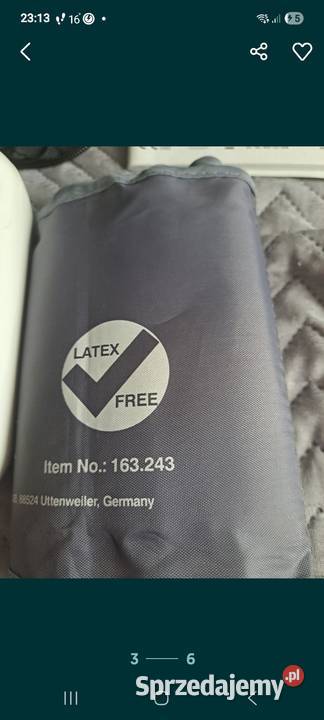 23:13 16°
5
LATEX
FREE
Item No.: 163.243
88524 Uttenweiler, Germany
3 6
Sprzedajemy.pl